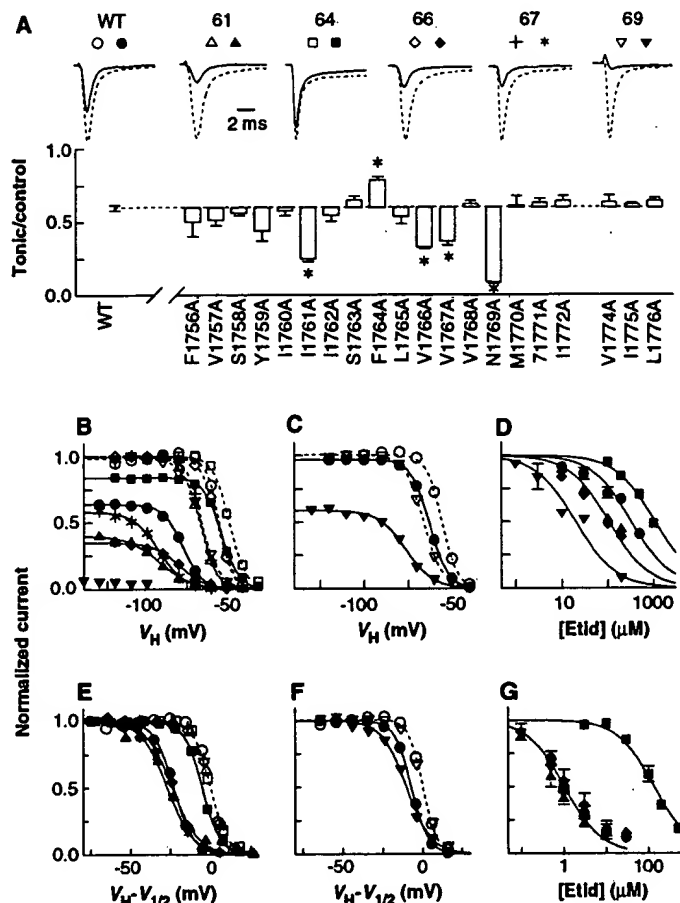 A
WT 61 64 66 67 69
2 ms
Tonic/control
1.0
0.5
0.0
WT
F1756A
V1757A
S1758A
Y1759A
I1760A
I1761A
I1762A
S1763A
F1764A
L1765A
V1766A
V1767A
V1768A
N1769A
M1770A
71771A
I1772A
V1774A
I1775A
L1776A
Normalized current
B C D
1.0
0.5
0.0
-100 -50
-100 -50
10 1000
V_H (mV)
V_H (mV)
[Etid] (μM)
E F G
1.0
0.5
0.0
-50 0
-50 0
1 100
V_H-V_1/2 (mV)
V_H-V_1/2 (mV)
[Etid] (μM)